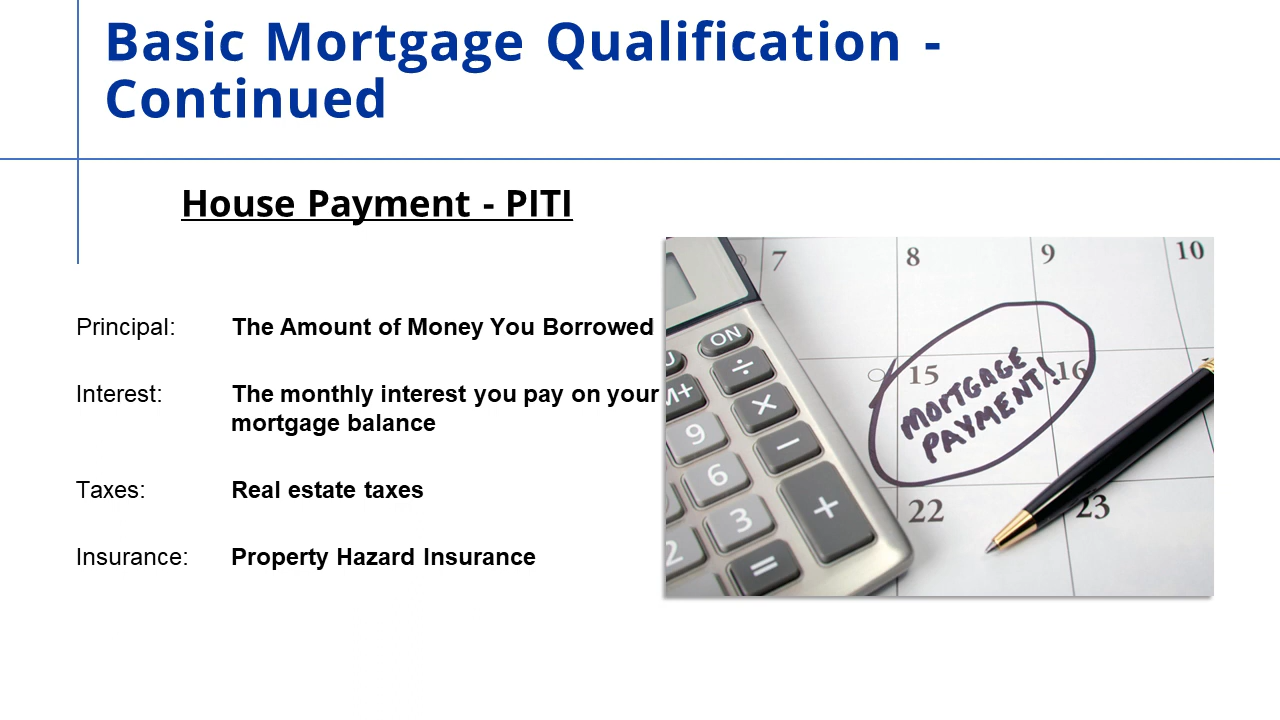 Basic Mortgage Qualification -
Continued
House Payment - PITI
Principal: The Amount of Money You Borrowed
Interest: The monthly interest you pay on your
mortgage balance
Taxes: Real estate taxes
Insurance: Property Hazard Insurance
7 8 9 10
ON
÷
M+ ×
9 −
6 +
3
2 =
15 16
MORTGAGE
PAYMENT!
22 23